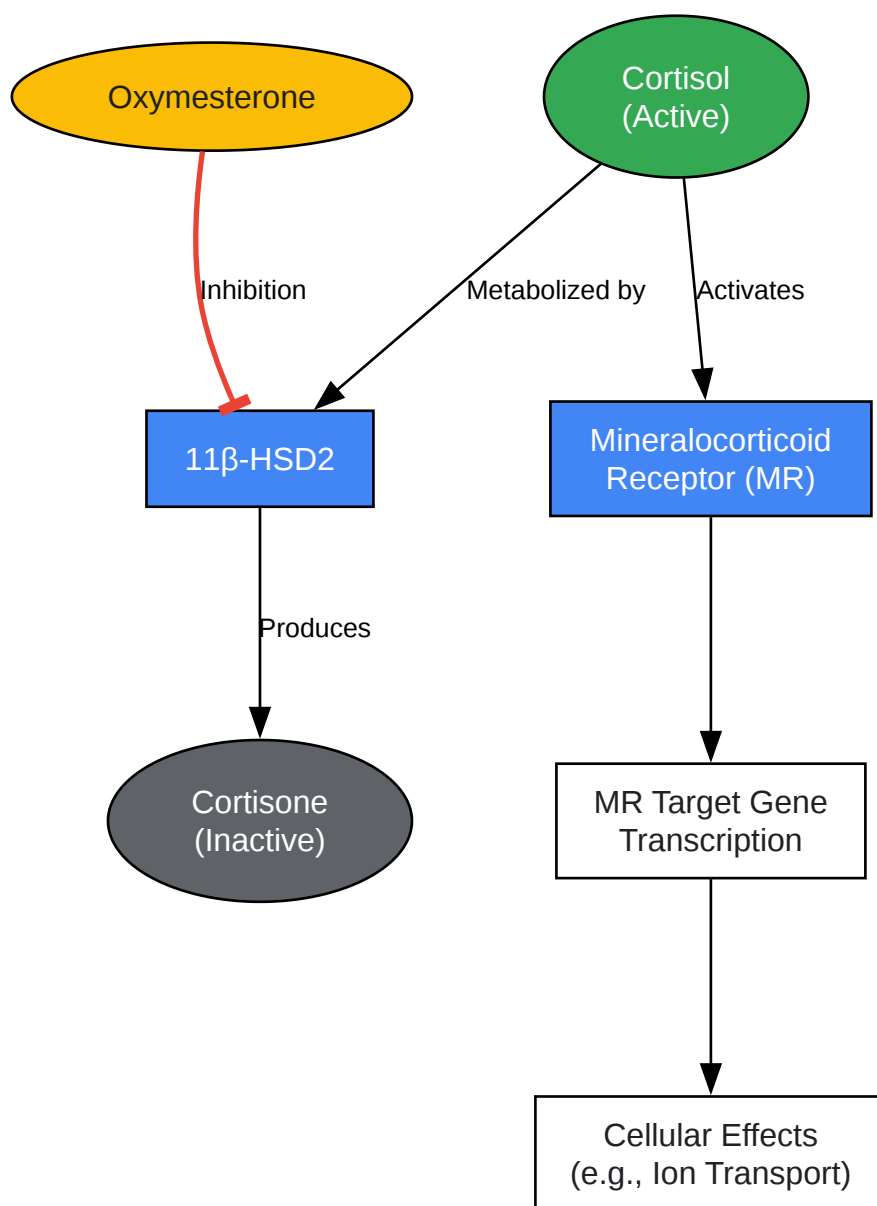 Oxymesterone
Cortisol
(Active)
Inhibition
Metabolized by
Activates
11β-HSD2
Mineralocorticoid
Receptor (MR)
Produces
Cortisone
(Inactive)
MR Target Gene
Transcription
Cellular Effects
(e.g., Ion Transport)